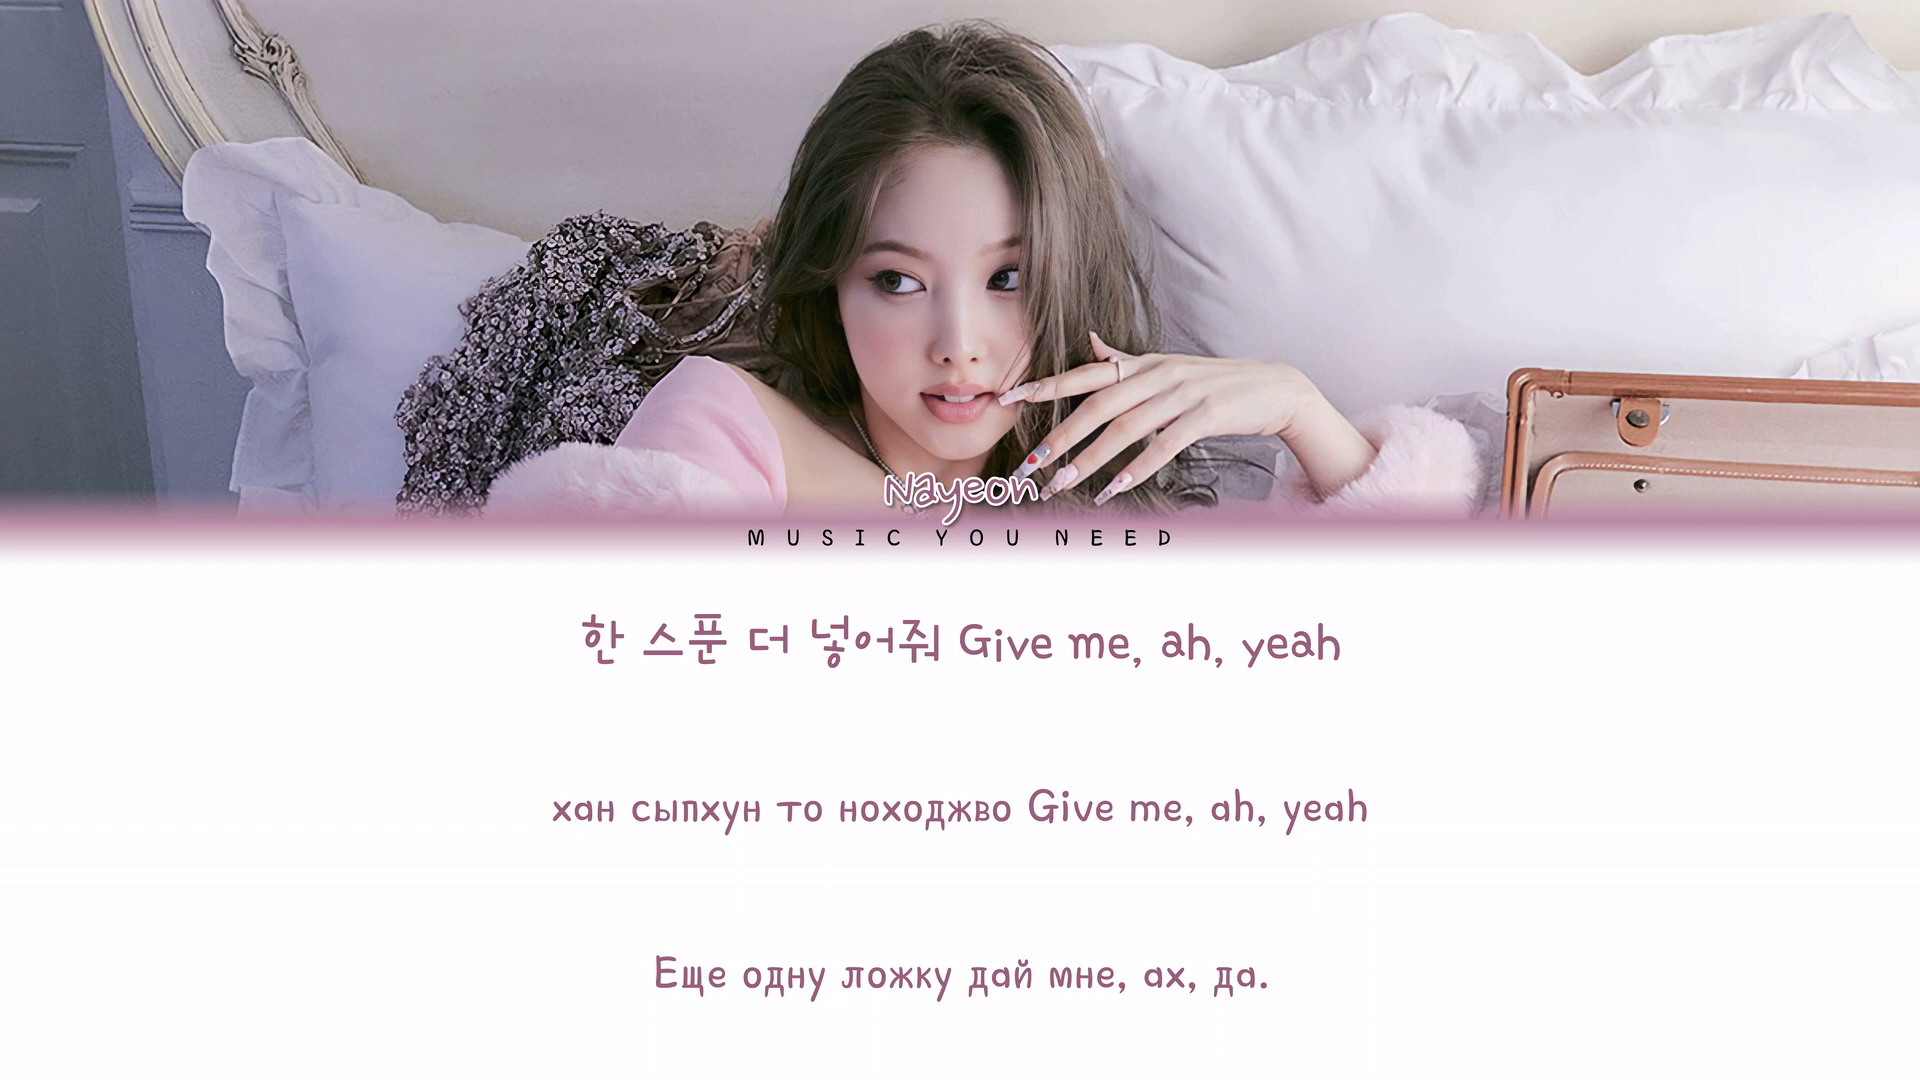 Nayeon
MUSIC YOU NEED
한 스푼 더 넣어줘 Give me, ah, yeah
хан сыпхун то ноходжво Give me, ah, yeah
Еще одну ложку дай мне, ах, да.